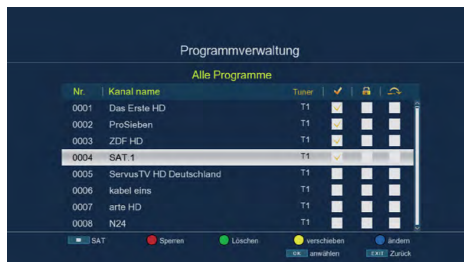 Programmverwaltung
Alle Programme
Nr. Kanal name Tuner
0001 Das Erste HD T1
0002 ProSieben T1
0003 ZDF HD T1
0004 SAT.1 T1
0005 ServusTV HD Deutschland T1
0006 kabel eins T1
0007 arte HD T1
0008 N24 T1
SAT Sperren Löschen verschieben ändern
OK anwählen EXIT Zurück